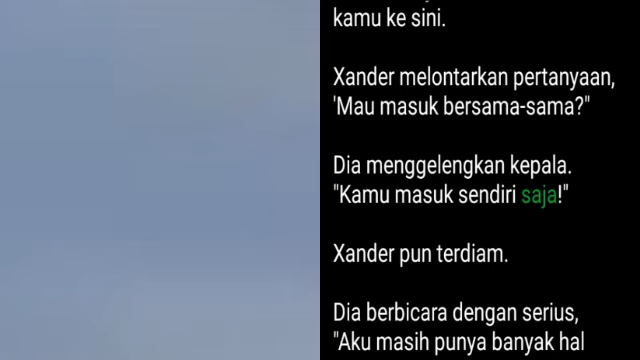 kamu ke sini.
Xander melontarkan pertanyaan,
'Mau masuk bersama-sama?"
Dia menggelengkan kepala.
"Kamu masuk sendiri saja!"
Xander pun terdiam.
Dia berbicara dengan serius,
"Aku masih punya banyak hal